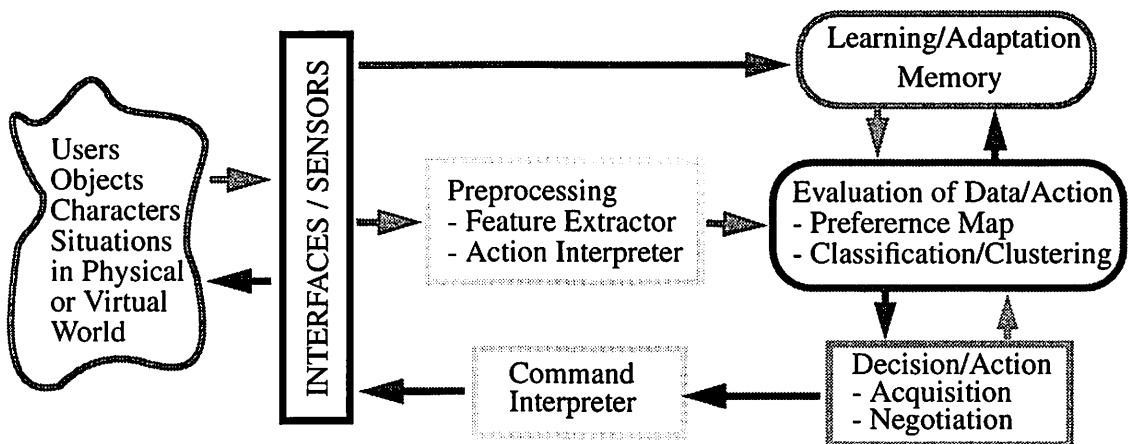 Users
Objects
Characters
Situations
in Physical
or Virtual
World
INTERFACES / SENSORS
Learning/Adaptation
Memory
Preprocessing
- Feature Extractor
- Action Interpreter
Evaluation of Data/Action
- Prefernce Map
- Classification/Clustering
Command
Interpreter
Decision/Action
- Acquisition
- Negotiation